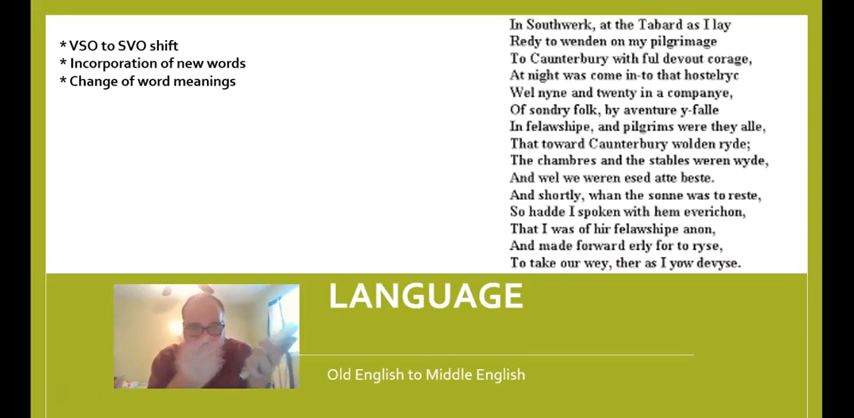 * VSO to SVO shift
* Incorporation of new words
* Change of word meanings
In Southwerk, at the Tabard as I lay
Redy to wenden on my pilgrimage
To Caunterbury with ful devout corage,
At night was come in-to that hostelryc
Wel nyne and twenty in a companye,
Of sondry folk, by aventure y-falle
In felawshipe, and pilgrims were they alle,
That toward Caunterbury wolden ryde;
The chambres and the stables weren wyde,
And wel we weren esed atte beste.
And shortly, whan the sonne was to reste,
So hadde I spoken with hem everichon,
That I was of hir felawshipe anon,
And made forward erly for to ryse,
To take our wey, ther as I yow devyse.
LANGUAGE
Old English to Middle English